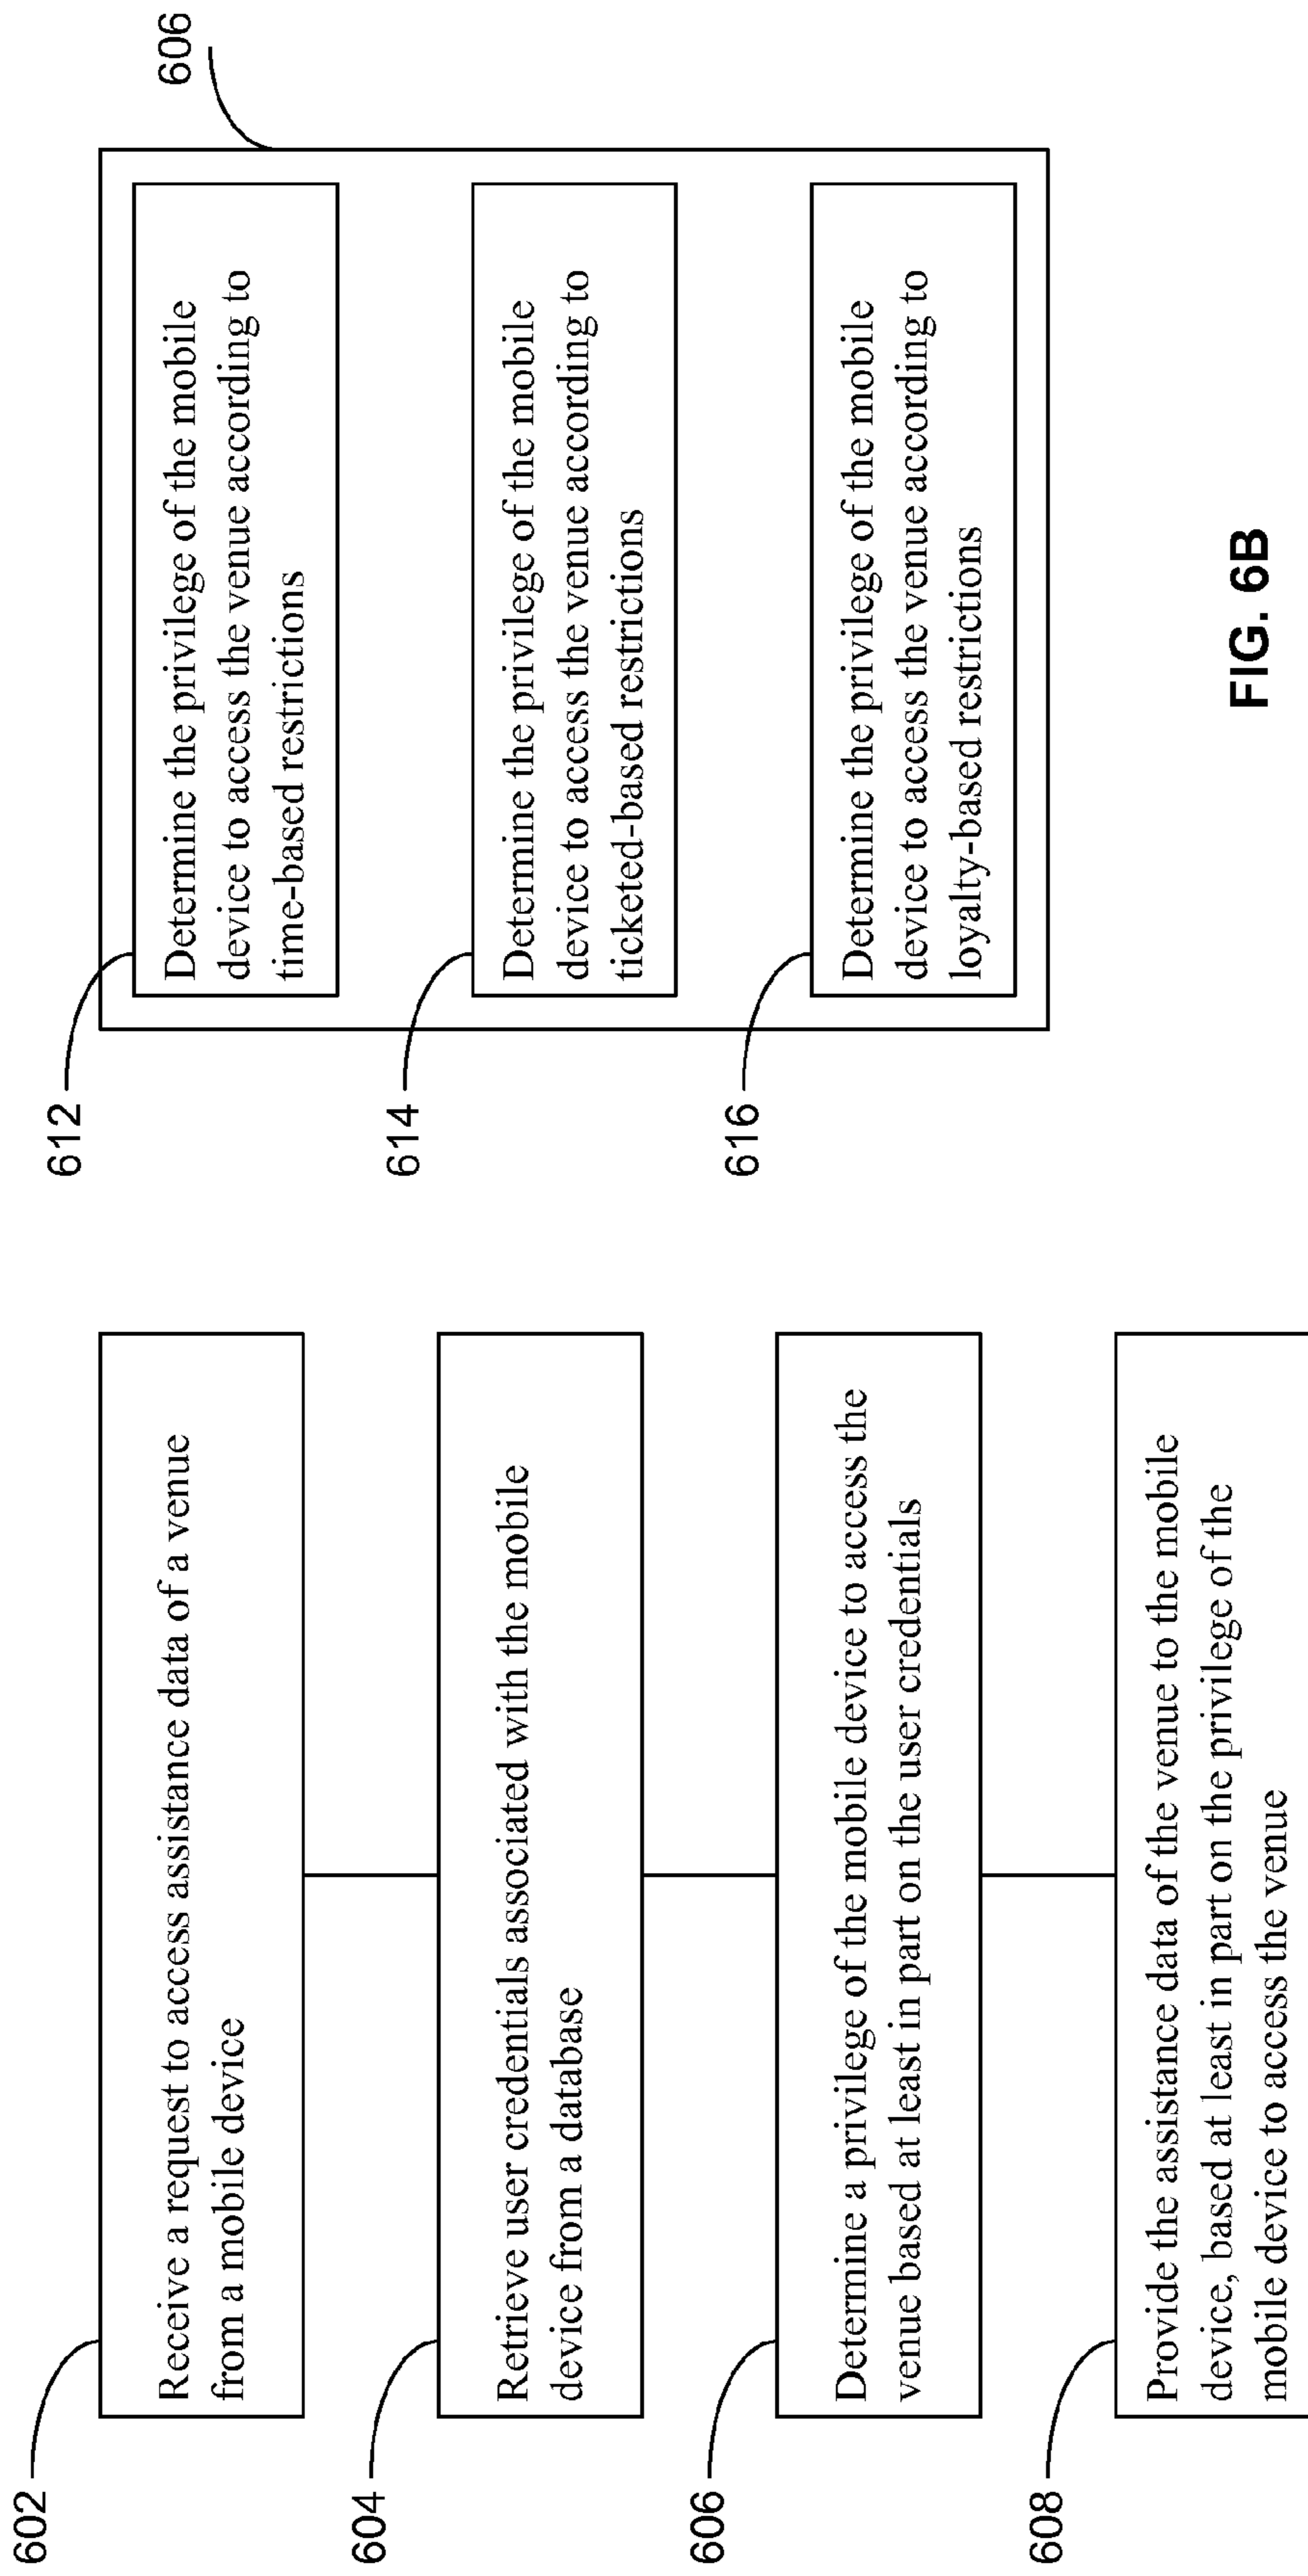 602
Receive a request to access assistance data of a venue
from a mobile device
604
Retrieve user credentials associated with the mobile
device from a database
606
Determine a privilege of the mobile device to access the
venue based at least in part on the user credentials
608
Provide the assistance data of the venue to the mobile
device, based at least in part on the privilege of the
mobile device to access the venue
606
612
Determine the privilege of the mobile
device to access the venue according to
time-based restrictions
614
Determine the privilege of the mobile
device to access the venue according to
ticketed-based restrictions
616
Determine the privilege of the mobile
device to access the venue according to
loyalty-based restrictions
FIG. 6B